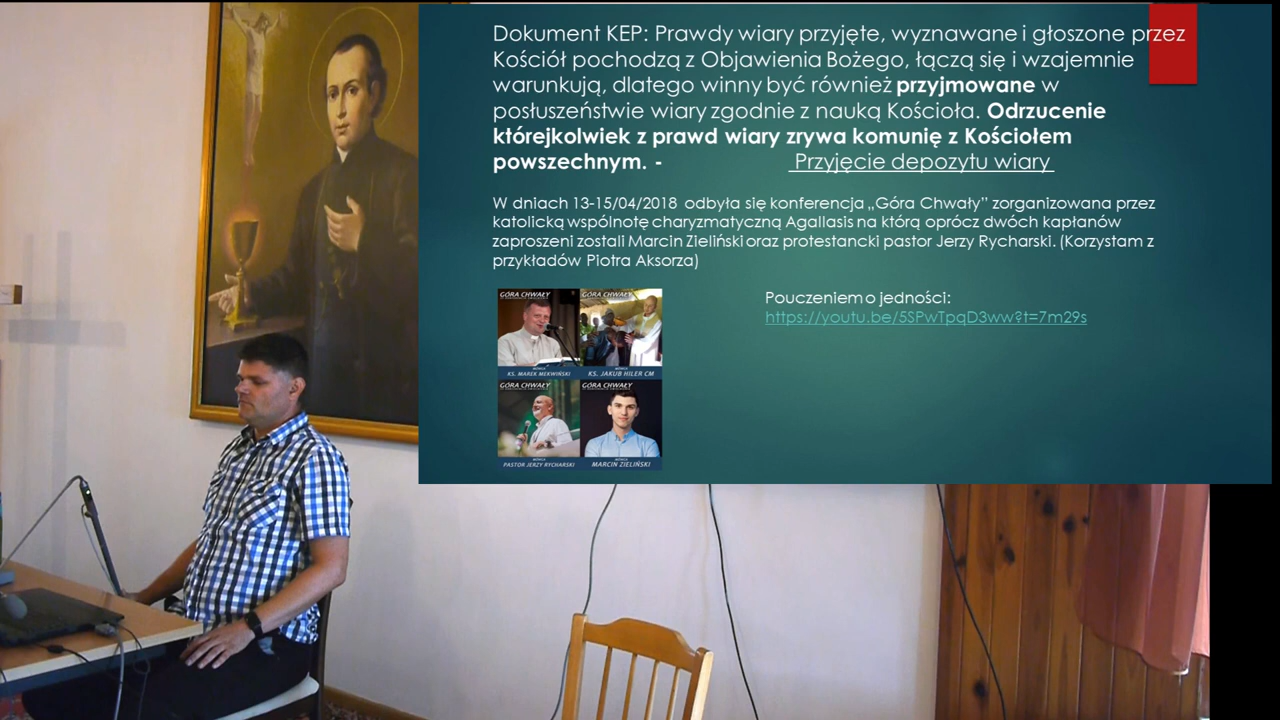 Dokument KEP: Prawdy wiary przyjęte, wyznawane i głoszone przez
Kościół pochodzą z Objawienia Bożego, łączą się i wzajemnie
warunkują, dlatego winny być również przyjmowane w
posłuszeństwie wiary zgodnie z nauką Kościoła. Odrzucenie
którejkolwiek z prawd wiary zrywa komunię z Kościołem
powszechnym. - Przyjęcie depozytu wiary
W dniach 13-15/04/2018 odbyła się konferencja „Góra Chwały” zorganizowana przez
katolicką wspólnotę charyzmatyczną Agallasis na którą oprócz dwóch kapłanów
zaproszeni zostali Marcin Zieliński oraz protestancki pastor Jerzy Rycharski. (Korzystam z
przykładów Piotra Aksorza)
Pouczeniem o jedności:
https://youtu.be/5SPwTpqD3ww?t=7m29s
GÓRA CHWAŁY
GÓRA CHWAŁY
KS. MAREK MEKWIŃSKI
KS. JAKUB HILER CM
GÓRA CHWAŁY
GÓRA CHWAŁY
PASTOR JERZY RYCHARSKI
MARCIN ZIELIŃSKI